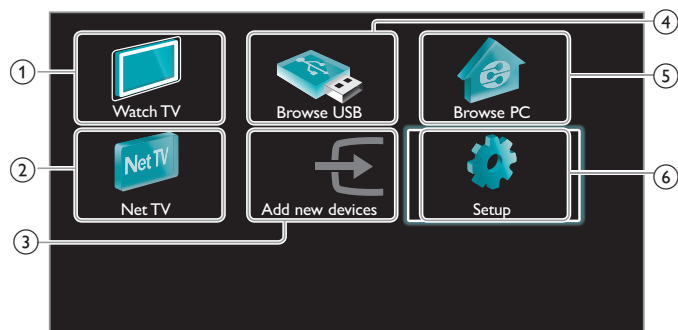 1
4
Watch TV
Browse USB
Browse PC
5
2
Net TV
Net TV
Add new devices
Setup
6
3